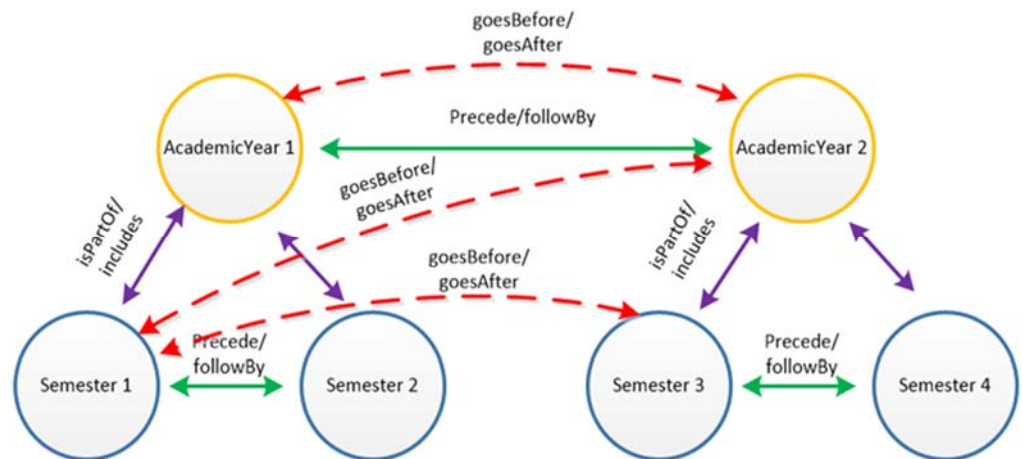 goesBefore/
goesAfter
Precede/followBy
AcademicYear 1
AcademicYear 2
goesBefore/
goesAfter
isPartOf/
includes
isPartOf/
includes
goesBefore/
goesAfter
Precede/
followBy
Precede/
followBy
Semester 1
Semester 2
Semester 3
Semester 4